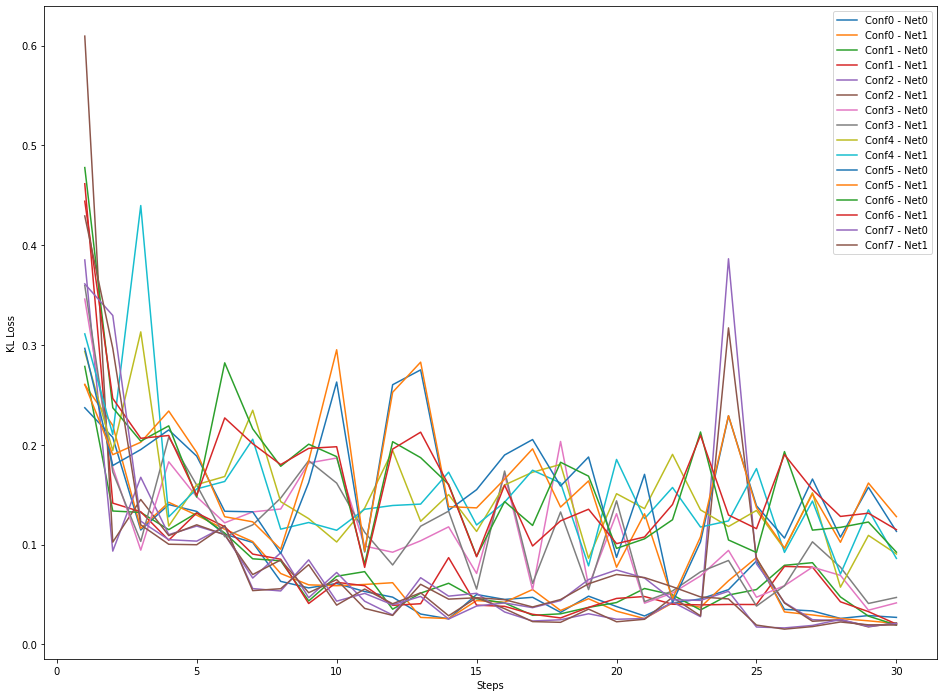 Conf0 - Net0
Conf0 - Net1
Conf1 - Net0
Conf1 - Net1
Conf2 - Net0
Conf2 - Net1
Conf3 - Net0
Conf3 - Net1
Conf4 - Net0
Conf4 - Net1
Conf5 - Net0
Conf5 - Net1
Conf6 - Net0
Conf6 - Net1
Conf7 - Net0
Conf7 - Net1
0.6
0.5
0.4
0.3
0.2
0.1
0.0
KL Loss
0 5 10 15 20 25 30
Steps